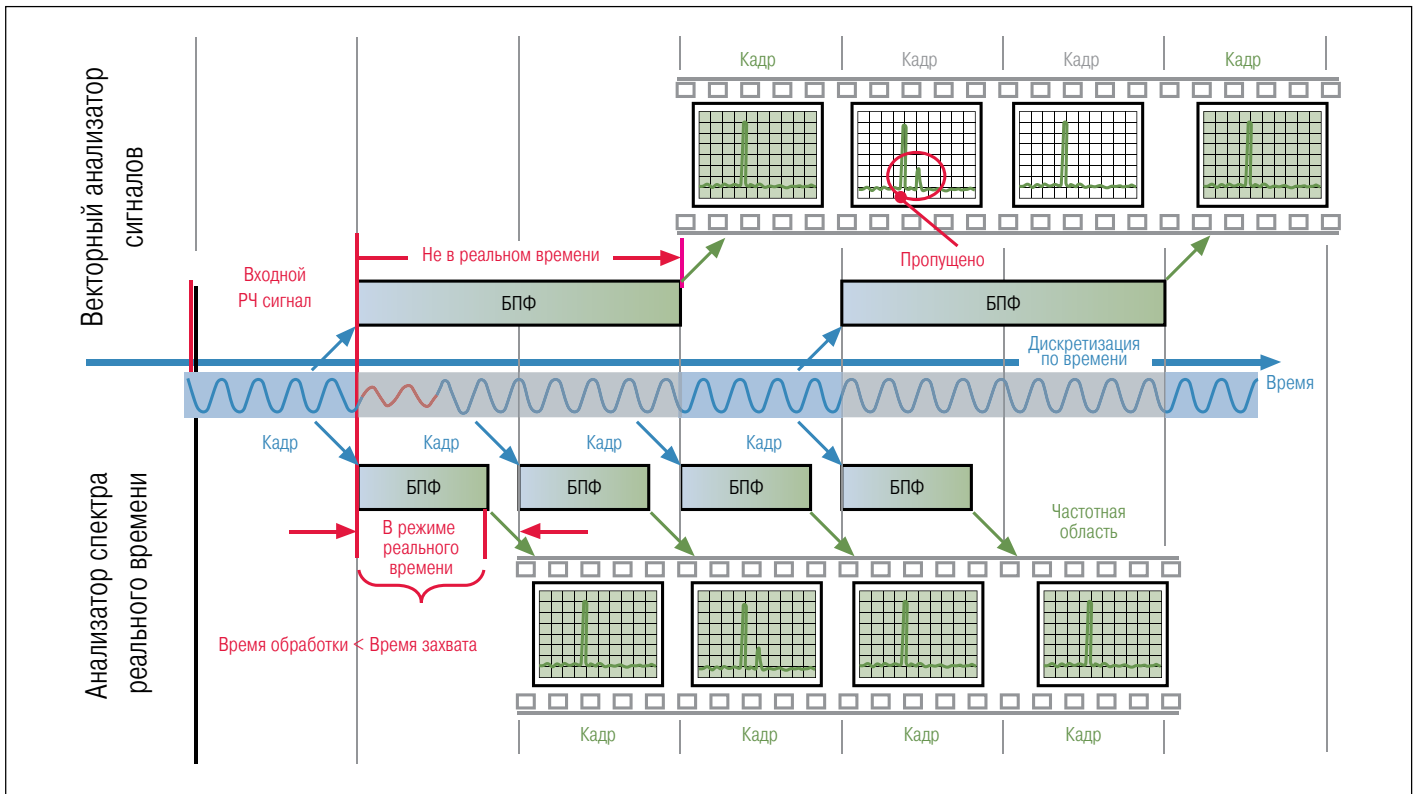 Векторный анализатор
сигналов
Кадр
Кадр
Кадр
Кадр
Входной
РЧ сигнал
Не в реальном времени
Пропущено
БПФ
БПФ
Дискретизация
по времени
Время
Кадр
Кадр
Кадр
Кадр
Анализатор спектра
реального времени
БПФ
БПФ
БПФ
БПФ
В режиме
реального
времени
Частотная
область
Время обработки < Время захвата
Кадр
Кадр
Кадр
Кадр